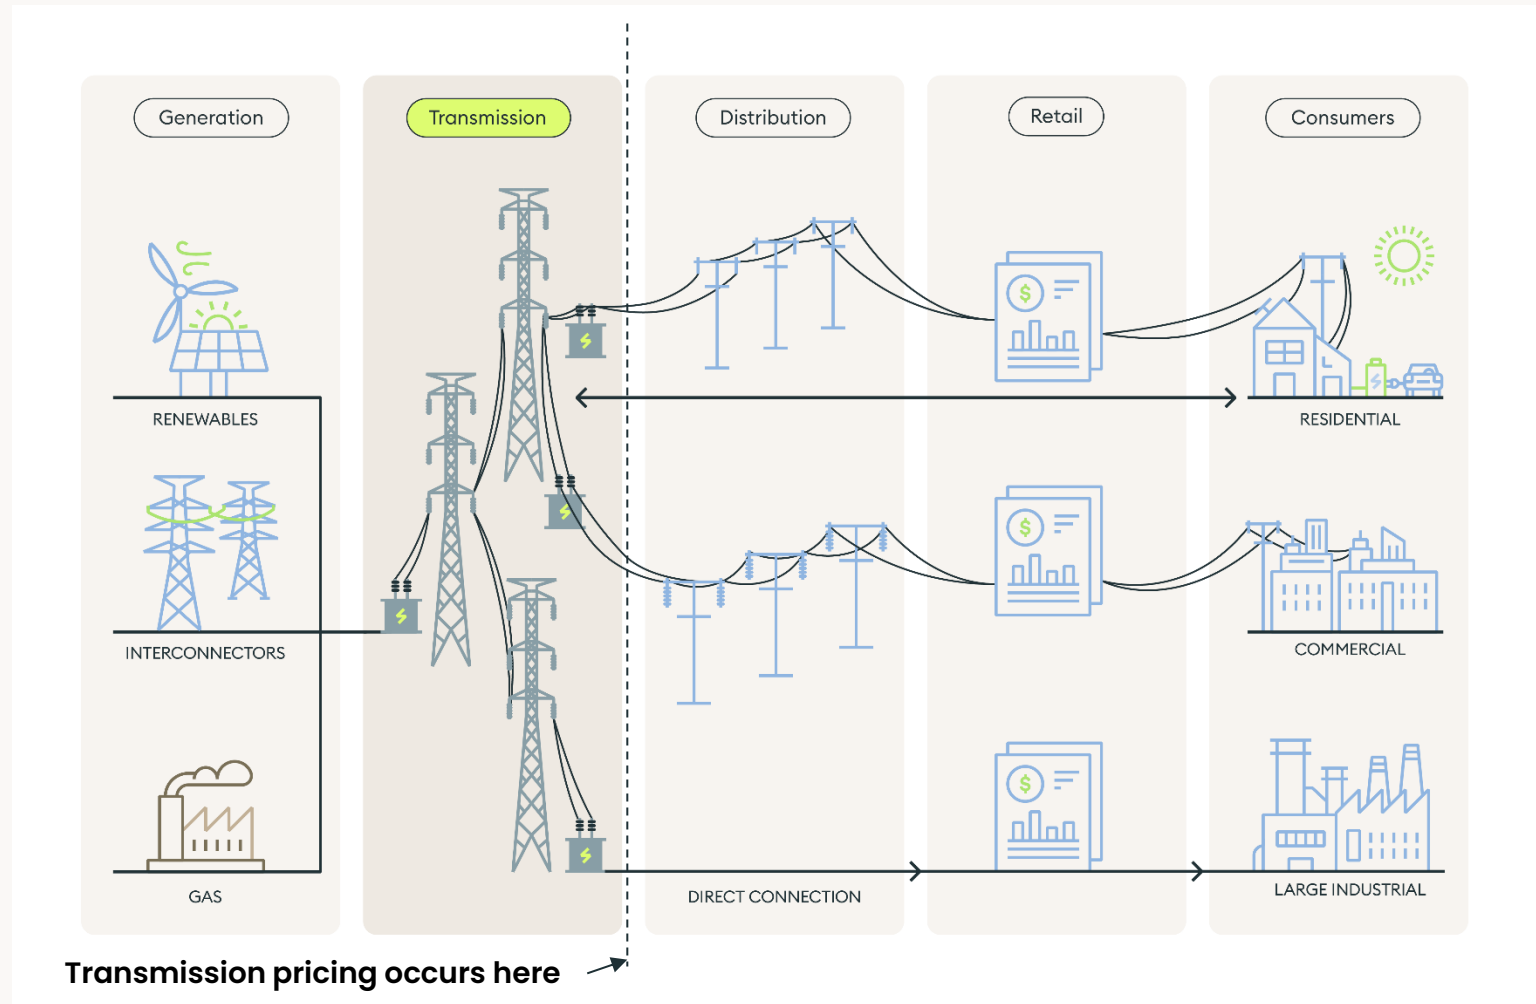 Generation
Transmission
Distribution
Retail
Consumers
$
RENEWABLES
RESIDENTIAL
$
INTERCONNECTORS
COMMERCIAL
$
GAS
DIRECT CONNECTION
LARGE INDUSTRIAL
Transmission pricing occurs here